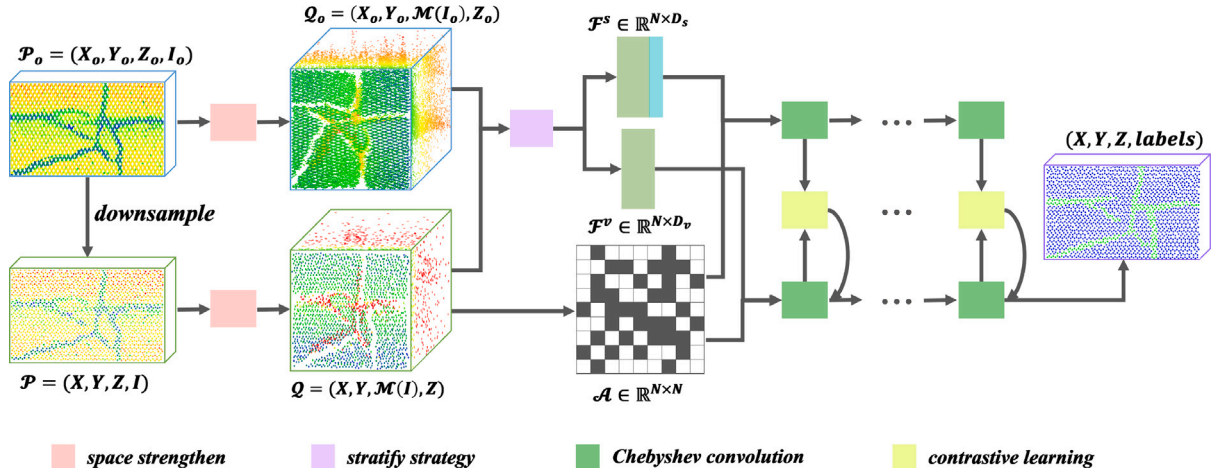 𝒬ₒ = (Xₒ, Yₒ, ℳ(Iₒ), Zₒ)
ℱˢ ∈ ℝ^{N×Dₛ}
𝒫ₒ = (Xₒ, Yₒ, Zₒ, Iₒ)
(X, Y, Z, labels)
...
...
downsample
ℱᵛ ∈ ℝ^{N×Dᵥ}
...
𝒫 = (X, Y, Z, I)
𝒬 = (X, Y, ℳ(I), Z)
𝒜 ∈ ℝ^{N×N}
space strengthen
stratify strategy
Chebyshev convolution
contrastive learning